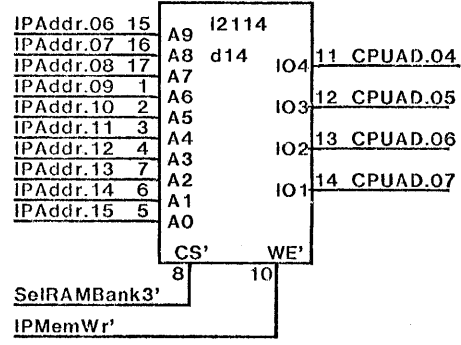 IPAddr.06 15 A9 i2114
IPAddr.07 16 A8 d14
IPAddr.08 17 A7 IO4 11 CPUAD.04
IPAddr.09 1 A6
IPAddr.10 2 A5 IO3 12 CPUAD.05
IPAddr.11 3 A4
IPAddr.12 4 A3 IO2 13 CPUAD.06
IPAddr.13 7 A2
IPAddr.14 6 A1 IO1 14 CPUAD.07
IPAddr.15 5 A0
CS' WE'
8 10
SelRAMBank3'
IPMemWr'